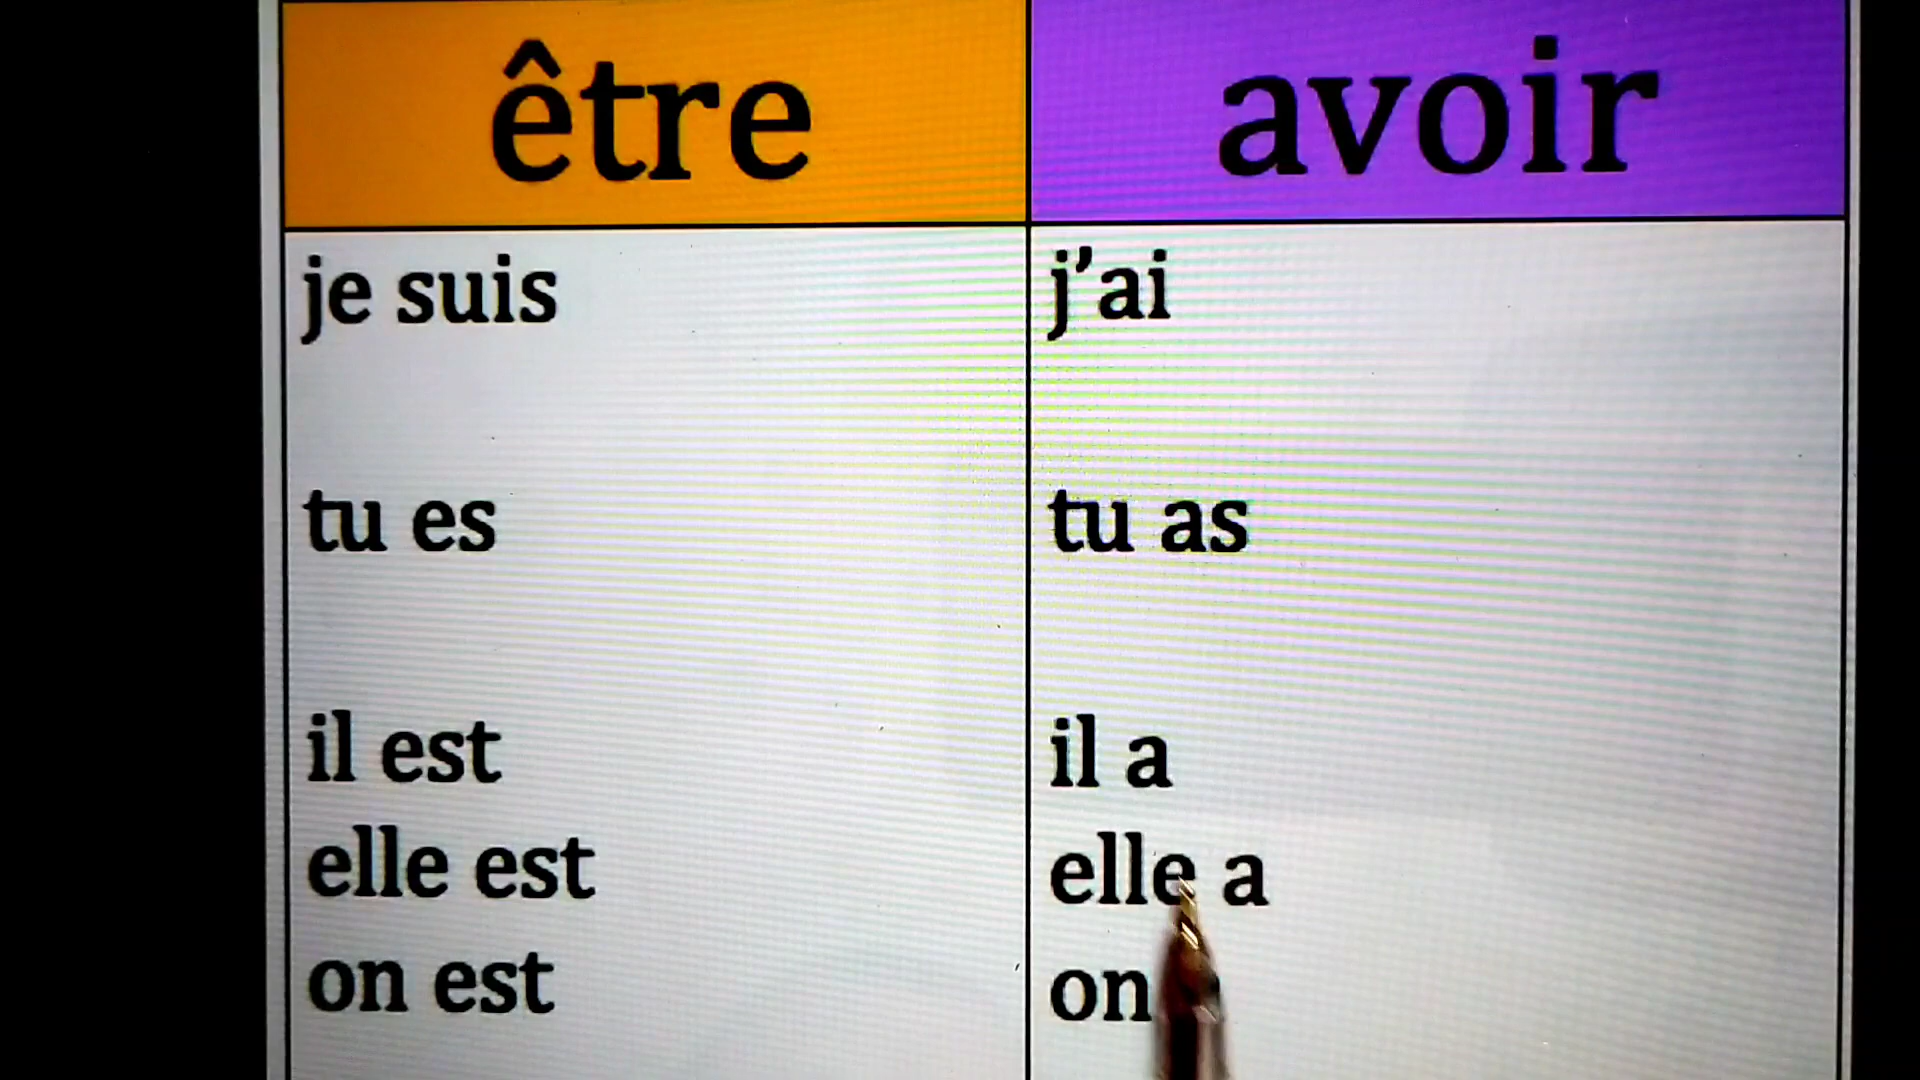 être
avoir
je suis
j’ai
tu es
tu as
il est
il a
elle est
elle a
on est
on